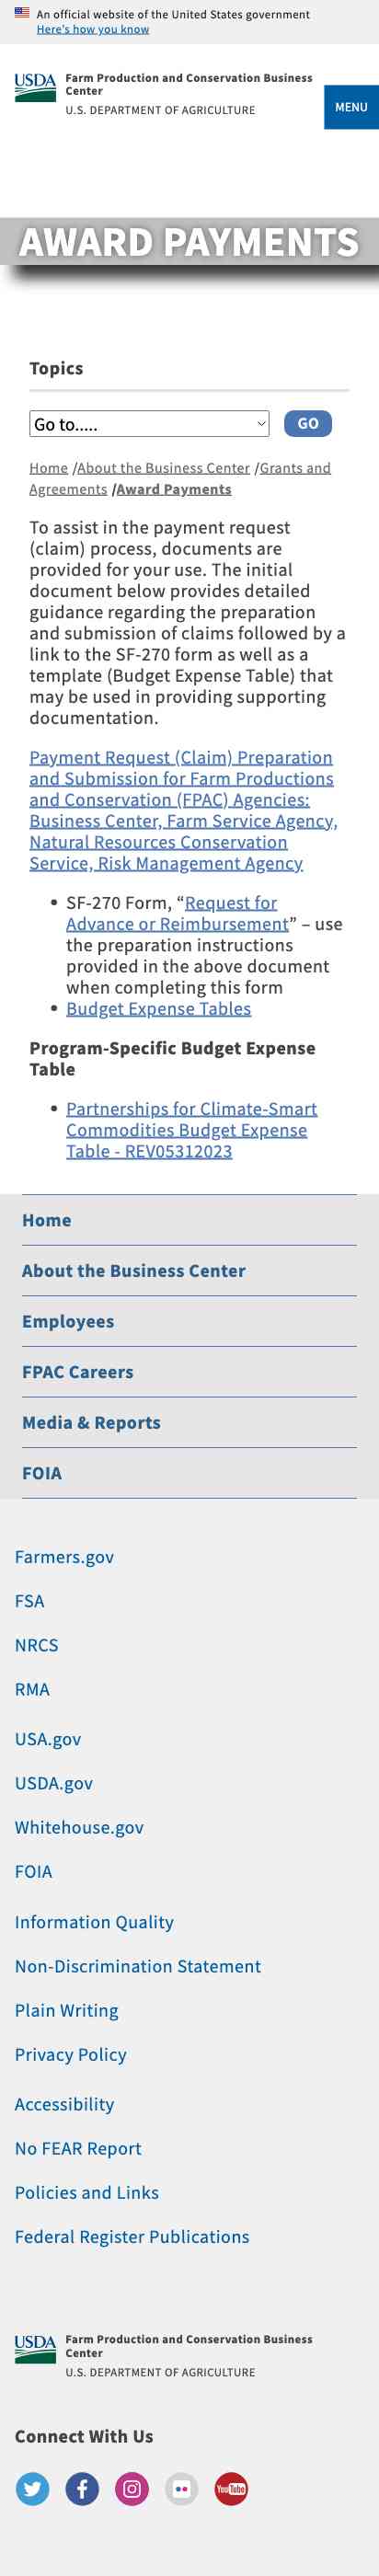 An official website of the United States government
Here's how you know
USDA
Farm Production and Conservation Business
Center
U.S. DEPARTMENT OF AGRICULTURE
MENU
AWARD PAYMENTS
Topics
Go to.....
GO
Home /About the Business Center /Grants and
Agreements /Award Payments
To assist in the payment request
(claim) process, documents are
provided for your use. The initial
document below provides detailed
guidance regarding the preparation
and submission of claims followed by a
link to the SF-270 form as well as a
template (Budget Expense Table) that
may be used in providing supporting
documentation.
Payment Request (Claim) Preparation
and Submission for Farm Productions
and Conservation (FPAC) Agencies:
Business Center, Farm Service Agency,
Natural Resources Conservation
Service, Risk Management Agency
• SF-270 Form, “Request for
Advance or Reimbursement” – use
the preparation instructions
provided in the above document
when completing this form
• Budget Expense Tables
Program-Specific Budget Expense
Table
• Partnerships for Climate-Smart
Commodities Budget Expense
Table - REV05312023
Home
About the Business Center
Employees
FPAC Careers
Media & Reports
FOIA
Farmers.gov
FSA
NRCS
RMA
USA.gov
USDA.gov
Whitehouse.gov
FOIA
Information Quality
Non-Discrimination Statement
Plain Writing
Privacy Policy
Accessibility
No FEAR Report
Policies and Links
Federal Register Publications
USDA
Farm Production and Conservation Business
Center
U.S. DEPARTMENT OF AGRICULTURE
Connect With Us
YouTube